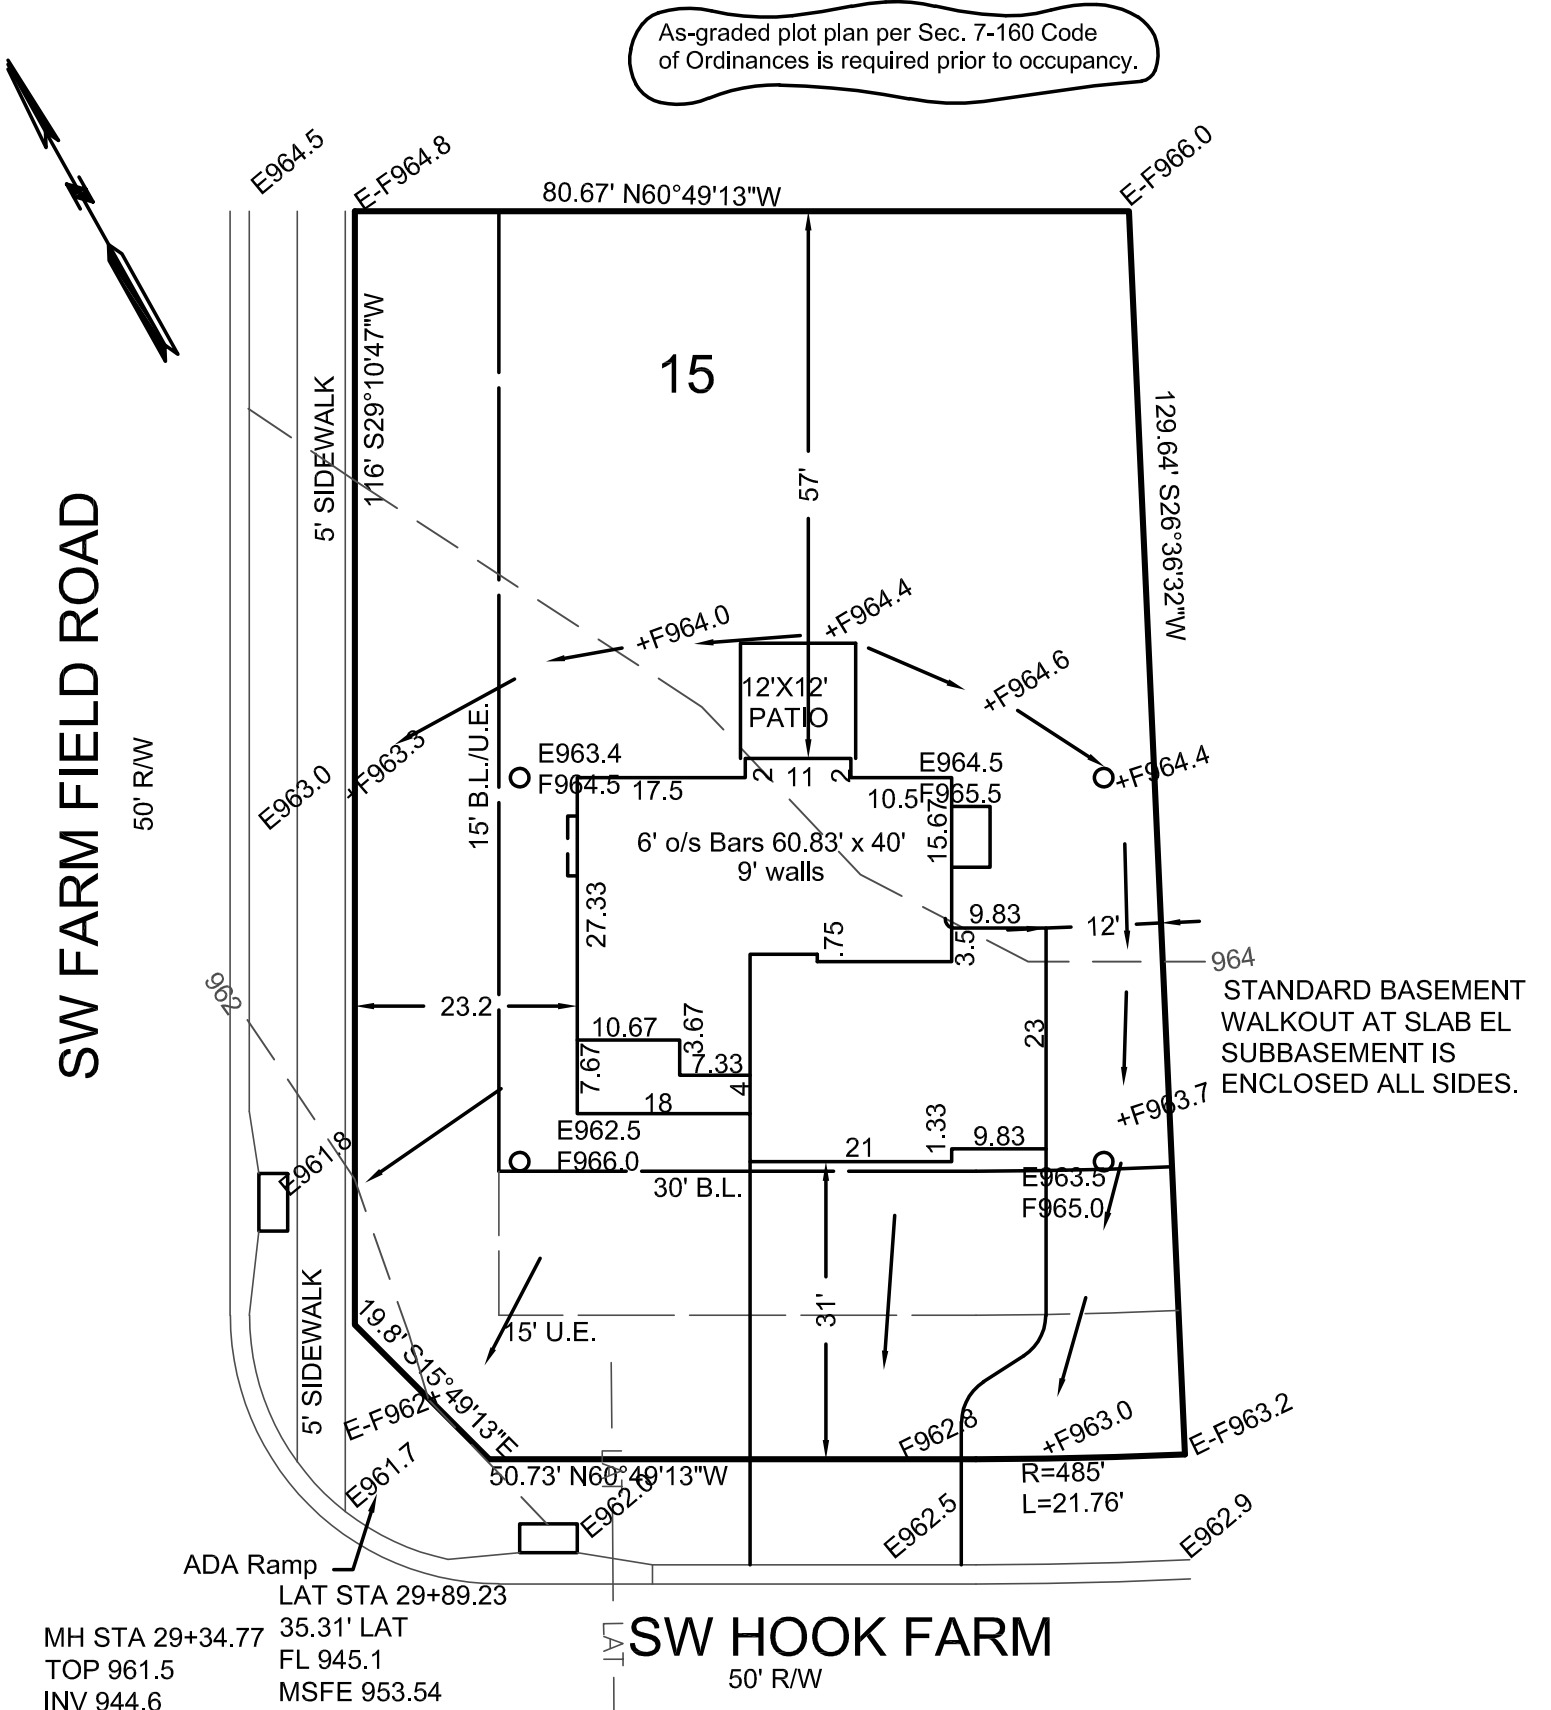 As-graded plot plan per Sec. 7-160 Code
of Ordinances is required prior to occupancy.
N
E964.5
E-F964.8
80.67' N60°49'13"W
E-F966.0
116' S29°10'47"W
5' SIDEWALK
15
129.64' S26°36'32"W
57'
SW FARM FIELD ROAD
50' R/W
+F964.0
+F964.4
+F964.6
12'X12'
PATIO
15' B.L./U.E.
E963.0
+F963.3
E963.4
F964.5
17.5
2
11
2
10.5
E964.5
F965.5
+F964.4
6' o/s Bars 60.83' x 40'
9' walls
15.67
27.33
9.83
12'
.75
3.5
964
962
23.2
STANDARD BASEMENT
WALKOUT AT SLAB EL
SUBBASEMENT IS
ENCLOSED ALL SIDES.
10.67
3.67
7.33
7.67
4
18
23
+F963.7
E961.8
E962.5
F966.0
21
1.33
9.83
30' B.L.
E963.5
F965.0
31'
15' U.E.
5' SIDEWALK
19.8' S15°49'13"E
E-F962+
E961.7
F962.8
+F963.0
E-F963.2
LAT
50.73' N60°49'13"W
R=485'
L=21.76'
E962.0
E962.5
E962.9
ADA Ramp
LAT STA 29+89.23
35.31' LAT
FL 945.1
MSFE 953.54
MH STA 29+34.77
TOP 961.5
INV 944.6
LAT
SW HOOK FARM
50' R/W